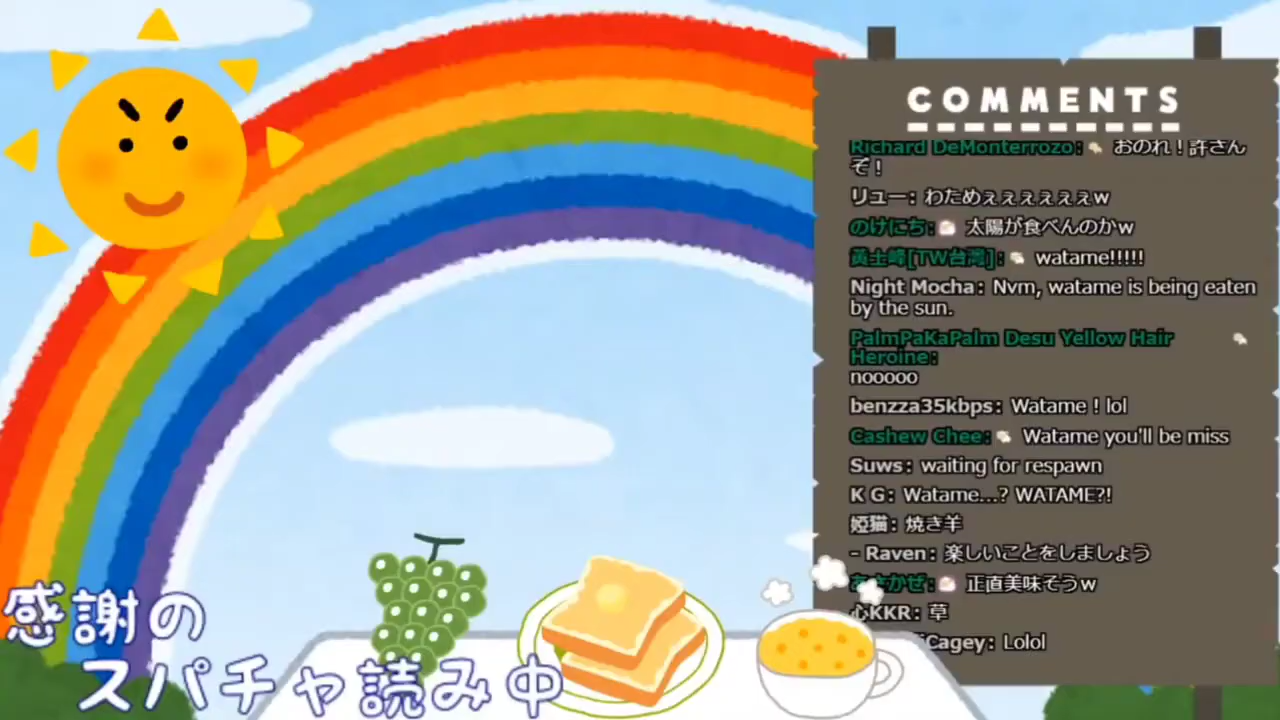 COMMENTS
Richard DeMonterrozo: おのれ！許さん
ぞ！
リュー: わためぇぇぇぇぇぇw
のけにち: 太陽が食べんのかw
黄士崎[TW台灣]: watame!!!!!
Night Mocha: Nvm, watame is being eaten
by the sun.
PalmPaKaPalm Desu Yellow Hair
Heroine:
nooooo
benzza35kbps: Watame ! lol
Cashew Chee: Watame you'll be miss
Suws: waiting for respawn
K G: Watame...? WATAME?!
婭猫: 焼き羊
- Raven: 楽しいことをしましょう
あさかぜ: 正直美味そうw
心KKR: 草
Cagey: Lolol
感謝の
スパチャ読み中